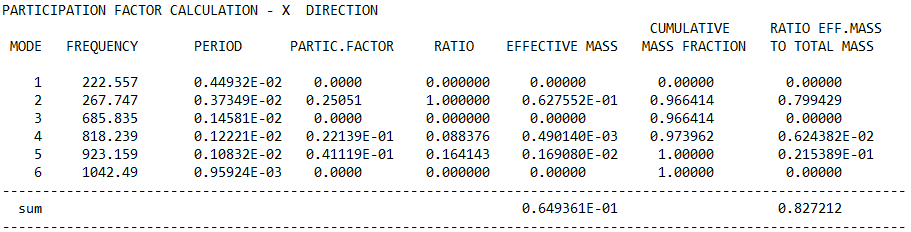 PARTICIPATION FACTOR CALCULATION - X  DIRECTION
                                                                                CUMULATIVE     RATIO EFF.MASS
 MODE   FREQUENCY       PERIOD      PARTIC.FACTOR     RATIO    EFFECTIVE MASS  MASS FRACTION   TO TOTAL MASS
    1     222.557     0.44932E-02    0.0000         0.000000     0.00000         0.00000         0.00000
    2     267.747     0.37349E-02   0.25051         1.000000    0.627552E-01    0.966414        0.799429
    3     685.835     0.14581E-02    0.0000         0.000000     0.00000        0.966414         0.00000
    4     818.239     0.12221E-02   0.22139E-01     0.088376    0.490140E-03    0.973962        0.624382E-02
    5     923.159     0.10832E-02   0.41119E-01     0.164143    0.169080E-02     1.00000        0.215389E-01
    6     1042.49     0.95924E-03    0.0000         0.000000     0.00000         1.00000         0.00000
-----------------------------------------------------------------------------------------------------------------
  sum                                                           0.649361E-01                    0.827212
-----------------------------------------------------------------------------------------------------------------